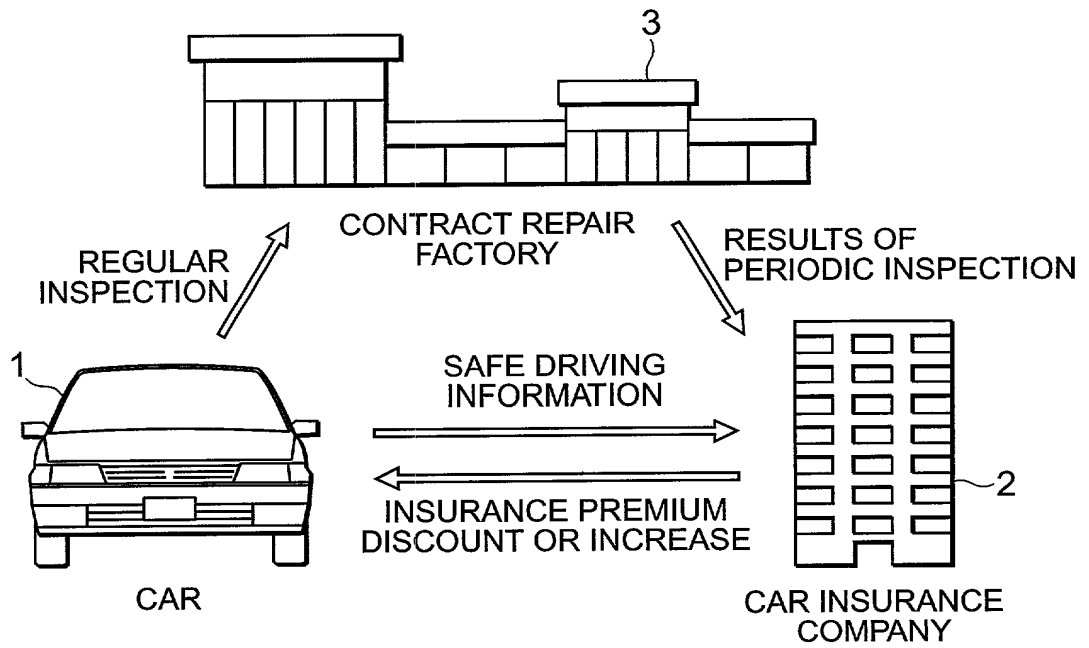 3
CONTRACT REPAIR
FACTORY
REGULAR
INSPECTION
RESULTS OF
PERIODIC INSPECTION
1
SAFE DRIVING
INFORMATION
2
INSURANCE PREMIUM
DISCOUNT OR INCREASE
CAR
CAR INSURANCE
COMPANY